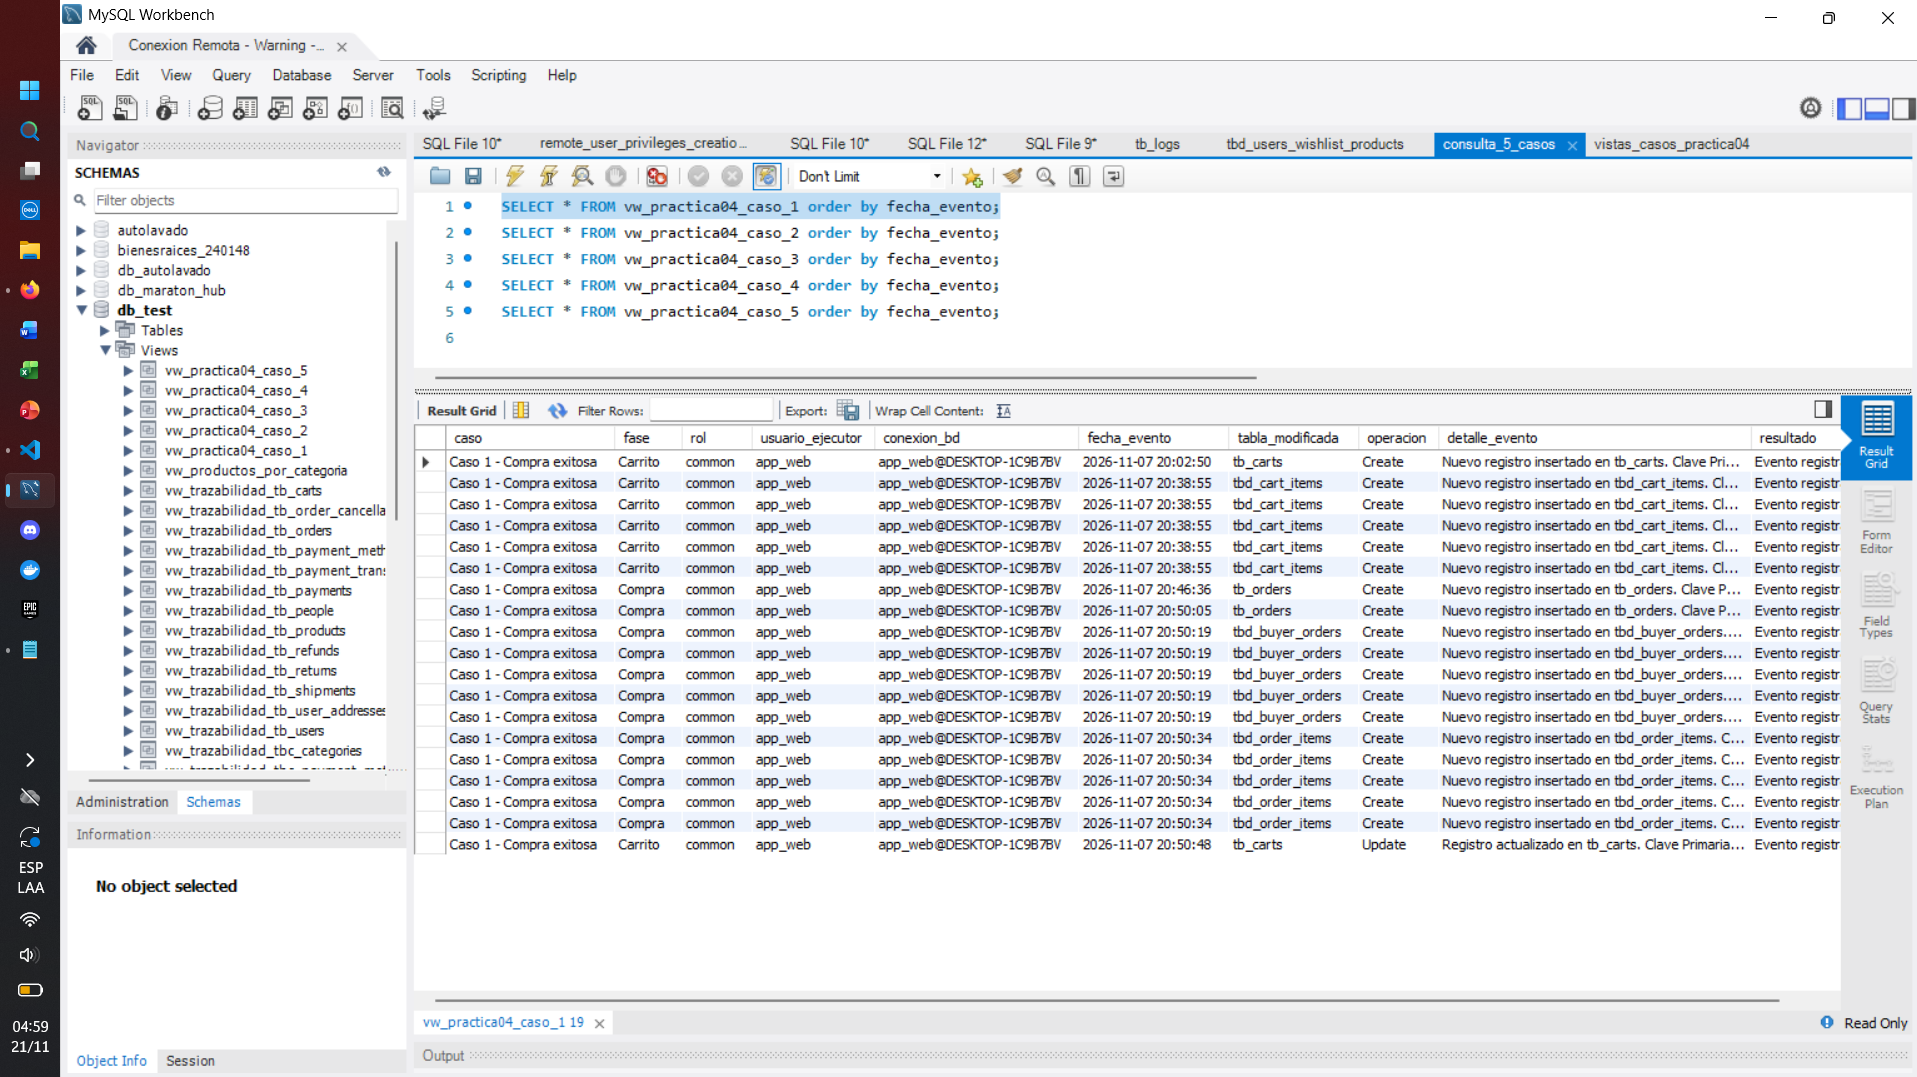 MySQL Workbench
Conexion Remota - Warning -...
File Edit View Query Database Server Tools Scripting Help
Navigator
SCHEMAS
Filter objects
autolavado
bienesraices_240148
db_autolavado
db_maraton_hub
db_test
Tables
Views
vw_practica04_caso_5
vw_practica04_caso_4
vw_practica04_caso_3
vw_practica04_caso_2
vw_practica04_caso_1
vw_productos_por_categoria
vw_trazabilidad_tb_carts
vw_trazabilidad_tb_order_cancella
vw_trazabilidad_tb_orders
vw_trazabilidad_tb_payment_meth
vw_trazabilidad_tb_payment_trans
vw_trazabilidad_tb_payments
vw_trazabilidad_tb_people
vw_trazabilidad_tb_products
vw_trazabilidad_tb_refunds
vw_trazabilidad_tb_returns
vw_trazabilidad_tb_shipments
vw_trazabilidad_tb_user_addresses
vw_trazabilidad_tb_users
vw_trazabilidad_tbc_categories
Administration Schemas
Information
No object selected
Object Info Session
ESP
LAA
04:59
21/11
SQL File 10* remote_user_privileges_creatio... SQL File 10* SQL File 12* SQL File 9* tb_logs tbd_users_wishlist_products consulta_5_casos vistas_casos_practica04
Don't Limit
1 SELECT * FROM vw_practica04_caso_1 order by fecha_evento;
2 SELECT * FROM vw_practica04_caso_2 order by fecha_evento;
3 SELECT * FROM vw_practica04_caso_3 order by fecha_evento;
4 SELECT * FROM vw_practica04_caso_4 order by fecha_evento;
5 SELECT * FROM vw_practica04_caso_5 order by fecha_evento;
6
Result Grid Filter Rows: Export: Wrap Cell Content:
caso fase rol usuario_ejecutor conexion_bd fecha_evento tabla_modificada operacion detalle_evento resultado
Caso 1 - Compra exitosa Carrito common app_web app_web@DESKTOP-1C9B7BV 2026-11-07 20:02:50 tb_carts Create Nuevo registro insertado en tb_carts. Clave Pri... Evento registr
Caso 1 - Compra exitosa Carrito common app_web app_web@DESKTOP-1C9B7BV 2026-11-07 20:38:55 tbd_cart_items Create Nuevo registro insertado en tbd_cart_items. Cl... Evento registr
Caso 1 - Compra exitosa Carrito common app_web app_web@DESKTOP-1C9B7BV 2026-11-07 20:38:55 tbd_cart_items Create Nuevo registro insertado en tbd_cart_items. Cl... Evento registr
Caso 1 - Compra exitosa Carrito common app_web app_web@DESKTOP-1C9B7BV 2026-11-07 20:38:55 tbd_cart_items Create Nuevo registro insertado en tbd_cart_items. Cl... Evento registr
Caso 1 - Compra exitosa Carrito common app_web app_web@DESKTOP-1C9B7BV 2026-11-07 20:38:55 tbd_cart_items Create Nuevo registro insertado en tbd_cart_items. Cl... Evento registr
Caso 1 - Compra exitosa Carrito common app_web app_web@DESKTOP-1C9B7BV 2026-11-07 20:38:55 tbd_cart_items Create Nuevo registro insertado en tbd_cart_items. Cl... Evento registr
Caso 1 - Compra exitosa Compra common app_web app_web@DESKTOP-1C9B7BV 2026-11-07 20:46:36 tb_orders Create Nuevo registro insertado en tb_orders. Clave P... Evento registr
Caso 1 - Compra exitosa Compra common app_web app_web@DESKTOP-1C9B7BV 2026-11-07 20:50:05 tb_orders Create Nuevo registro insertado en tb_orders. Clave P... Evento registr
Caso 1 - Compra exitosa Compra common app_web app_web@DESKTOP-1C9B7BV 2026-11-07 20:50:19 tbd_buyer_orders Create Nuevo registro insertado en tbd_buyer_orders.... Evento registr
Caso 1 - Compra exitosa Compra common app_web app_web@DESKTOP-1C9B7BV 2026-11-07 20:50:19 tbd_buyer_orders Create Nuevo registro insertado en tbd_buyer_orders.... Evento registr
Caso 1 - Compra exitosa Compra common app_web app_web@DESKTOP-1C9B7BV 2026-11-07 20:50:19 tbd_buyer_orders Create Nuevo registro insertado en tbd_buyer_orders.... Evento registr
Caso 1 - Compra exitosa Compra common app_web app_web@DESKTOP-1C9B7BV 2026-11-07 20:50:19 tbd_buyer_orders Create Nuevo registro insertado en tbd_buyer_orders.... Evento registr
Caso 1 - Compra exitosa Compra common app_web app_web@DESKTOP-1C9B7BV 2026-11-07 20:50:19 tbd_buyer_orders Create Nuevo registro insertado en tbd_buyer_orders.... Evento registr
Caso 1 - Compra exitosa Compra common app_web app_web@DESKTOP-1C9B7BV 2026-11-07 20:50:34 tbd_order_items Create Nuevo registro insertado en tbd_order_items. C... Evento registr
Caso 1 - Compra exitosa Compra common app_web app_web@DESKTOP-1C9B7BV 2026-11-07 20:50:34 tbd_order_items Create Nuevo registro insertado en tbd_order_items. C... Evento registr
Caso 1 - Compra exitosa Compra common app_web app_web@DESKTOP-1C9B7BV 2026-11-07 20:50:34 tbd_order_items Create Nuevo registro insertado en tbd_order_items. C... Evento registr
Caso 1 - Compra exitosa Compra common app_web app_web@DESKTOP-1C9B7BV 2026-11-07 20:50:34 tbd_order_items Create Nuevo registro insertado en tbd_order_items. C... Evento registr
Caso 1 - Compra exitosa Compra common app_web app_web@DESKTOP-1C9B7BV 2026-11-07 20:50:34 tbd_order_items Create Nuevo registro insertado en tbd_order_items. C... Evento registr
Caso 1 - Compra exitosa Carrito common app_web app_web@DESKTOP-1C9B7BV 2026-11-07 20:50:48 tb_carts Update Registro actualizado en tb_carts. Clave Primaria... Evento registr
Result
Grid
Form
Editor
Field
Types
Query
Stats
Execution
Plan
vw_practica04_caso_1 19
Read Only
Output